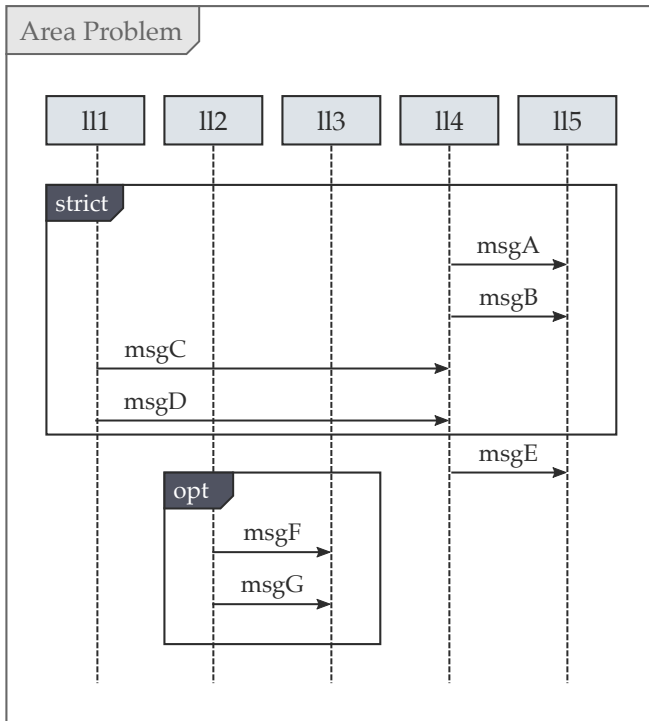 Area Problem
ll1 ll2 ll3 ll4 ll5
strict
msgA
msgB
msgC
msgD
msgE
opt
msgF
msgG